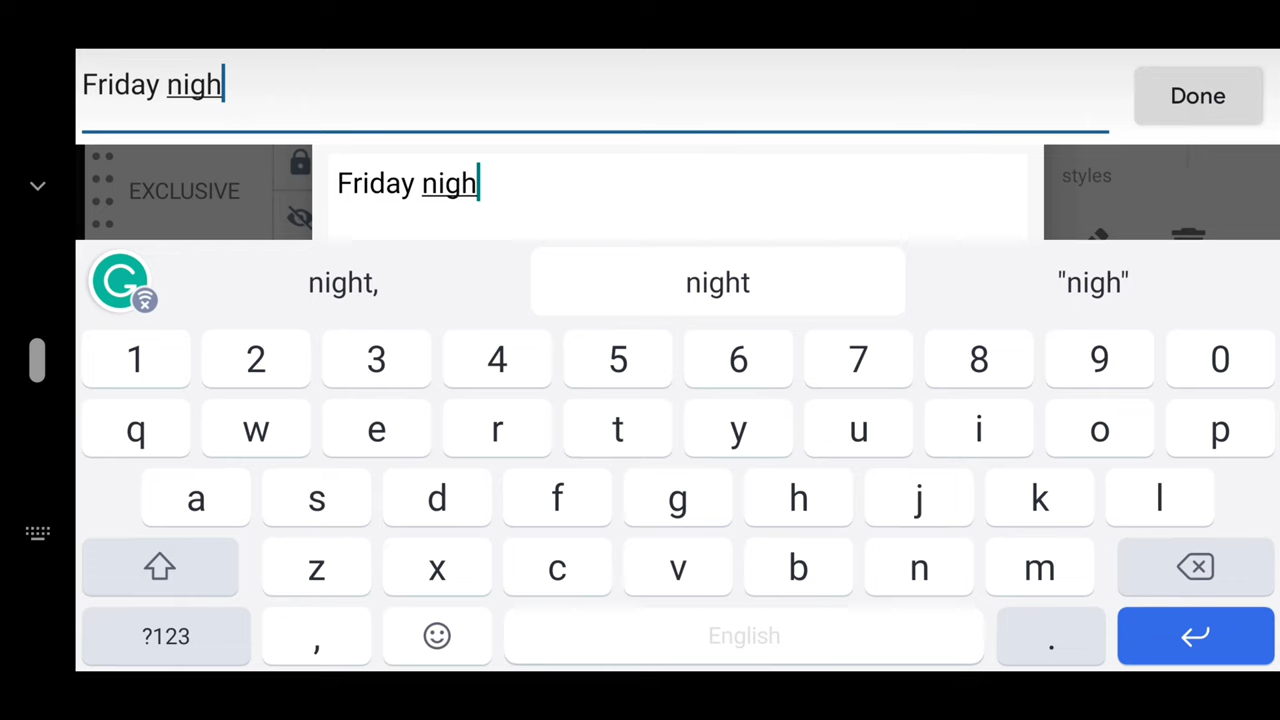 Friday nigh
Done
EXCLUSIVE
Friday nigh
styles
night,
night
"nigh"
1 2 3 4 5 6 7 8 9 0
q w e r t y u i o p
a s d f g h j k l
z x c v b n m
?123 , English .